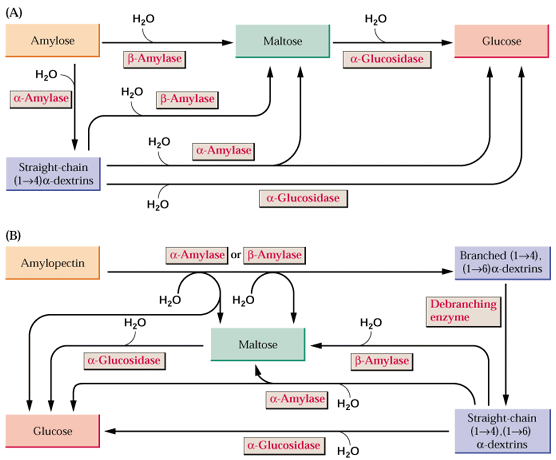 (A)
H₂O
H₂O
Amylose
Maltose
Glucose
β-Amylase
α-Glucosidase
H₂O
H₂O
α-Amylase
β-Amylase
H₂O
α-Amylase
Straight-chain
(1→4)α-dextrins
α-Glucosidase
H₂O
(B)
α-Amylase or β-Amylase
Amylopectin
Branched (1→4),
(1→6)α-dextrins
H₂O
H₂O
Debranching
enzyme
H₂O
H₂O
Maltose
α-Glucosidase
β-Amylase
α-Amylase
H₂O
Glucose
Straight-chain
(1→4),(1→6)
α-dextrins
α-Glucosidase
H₂O